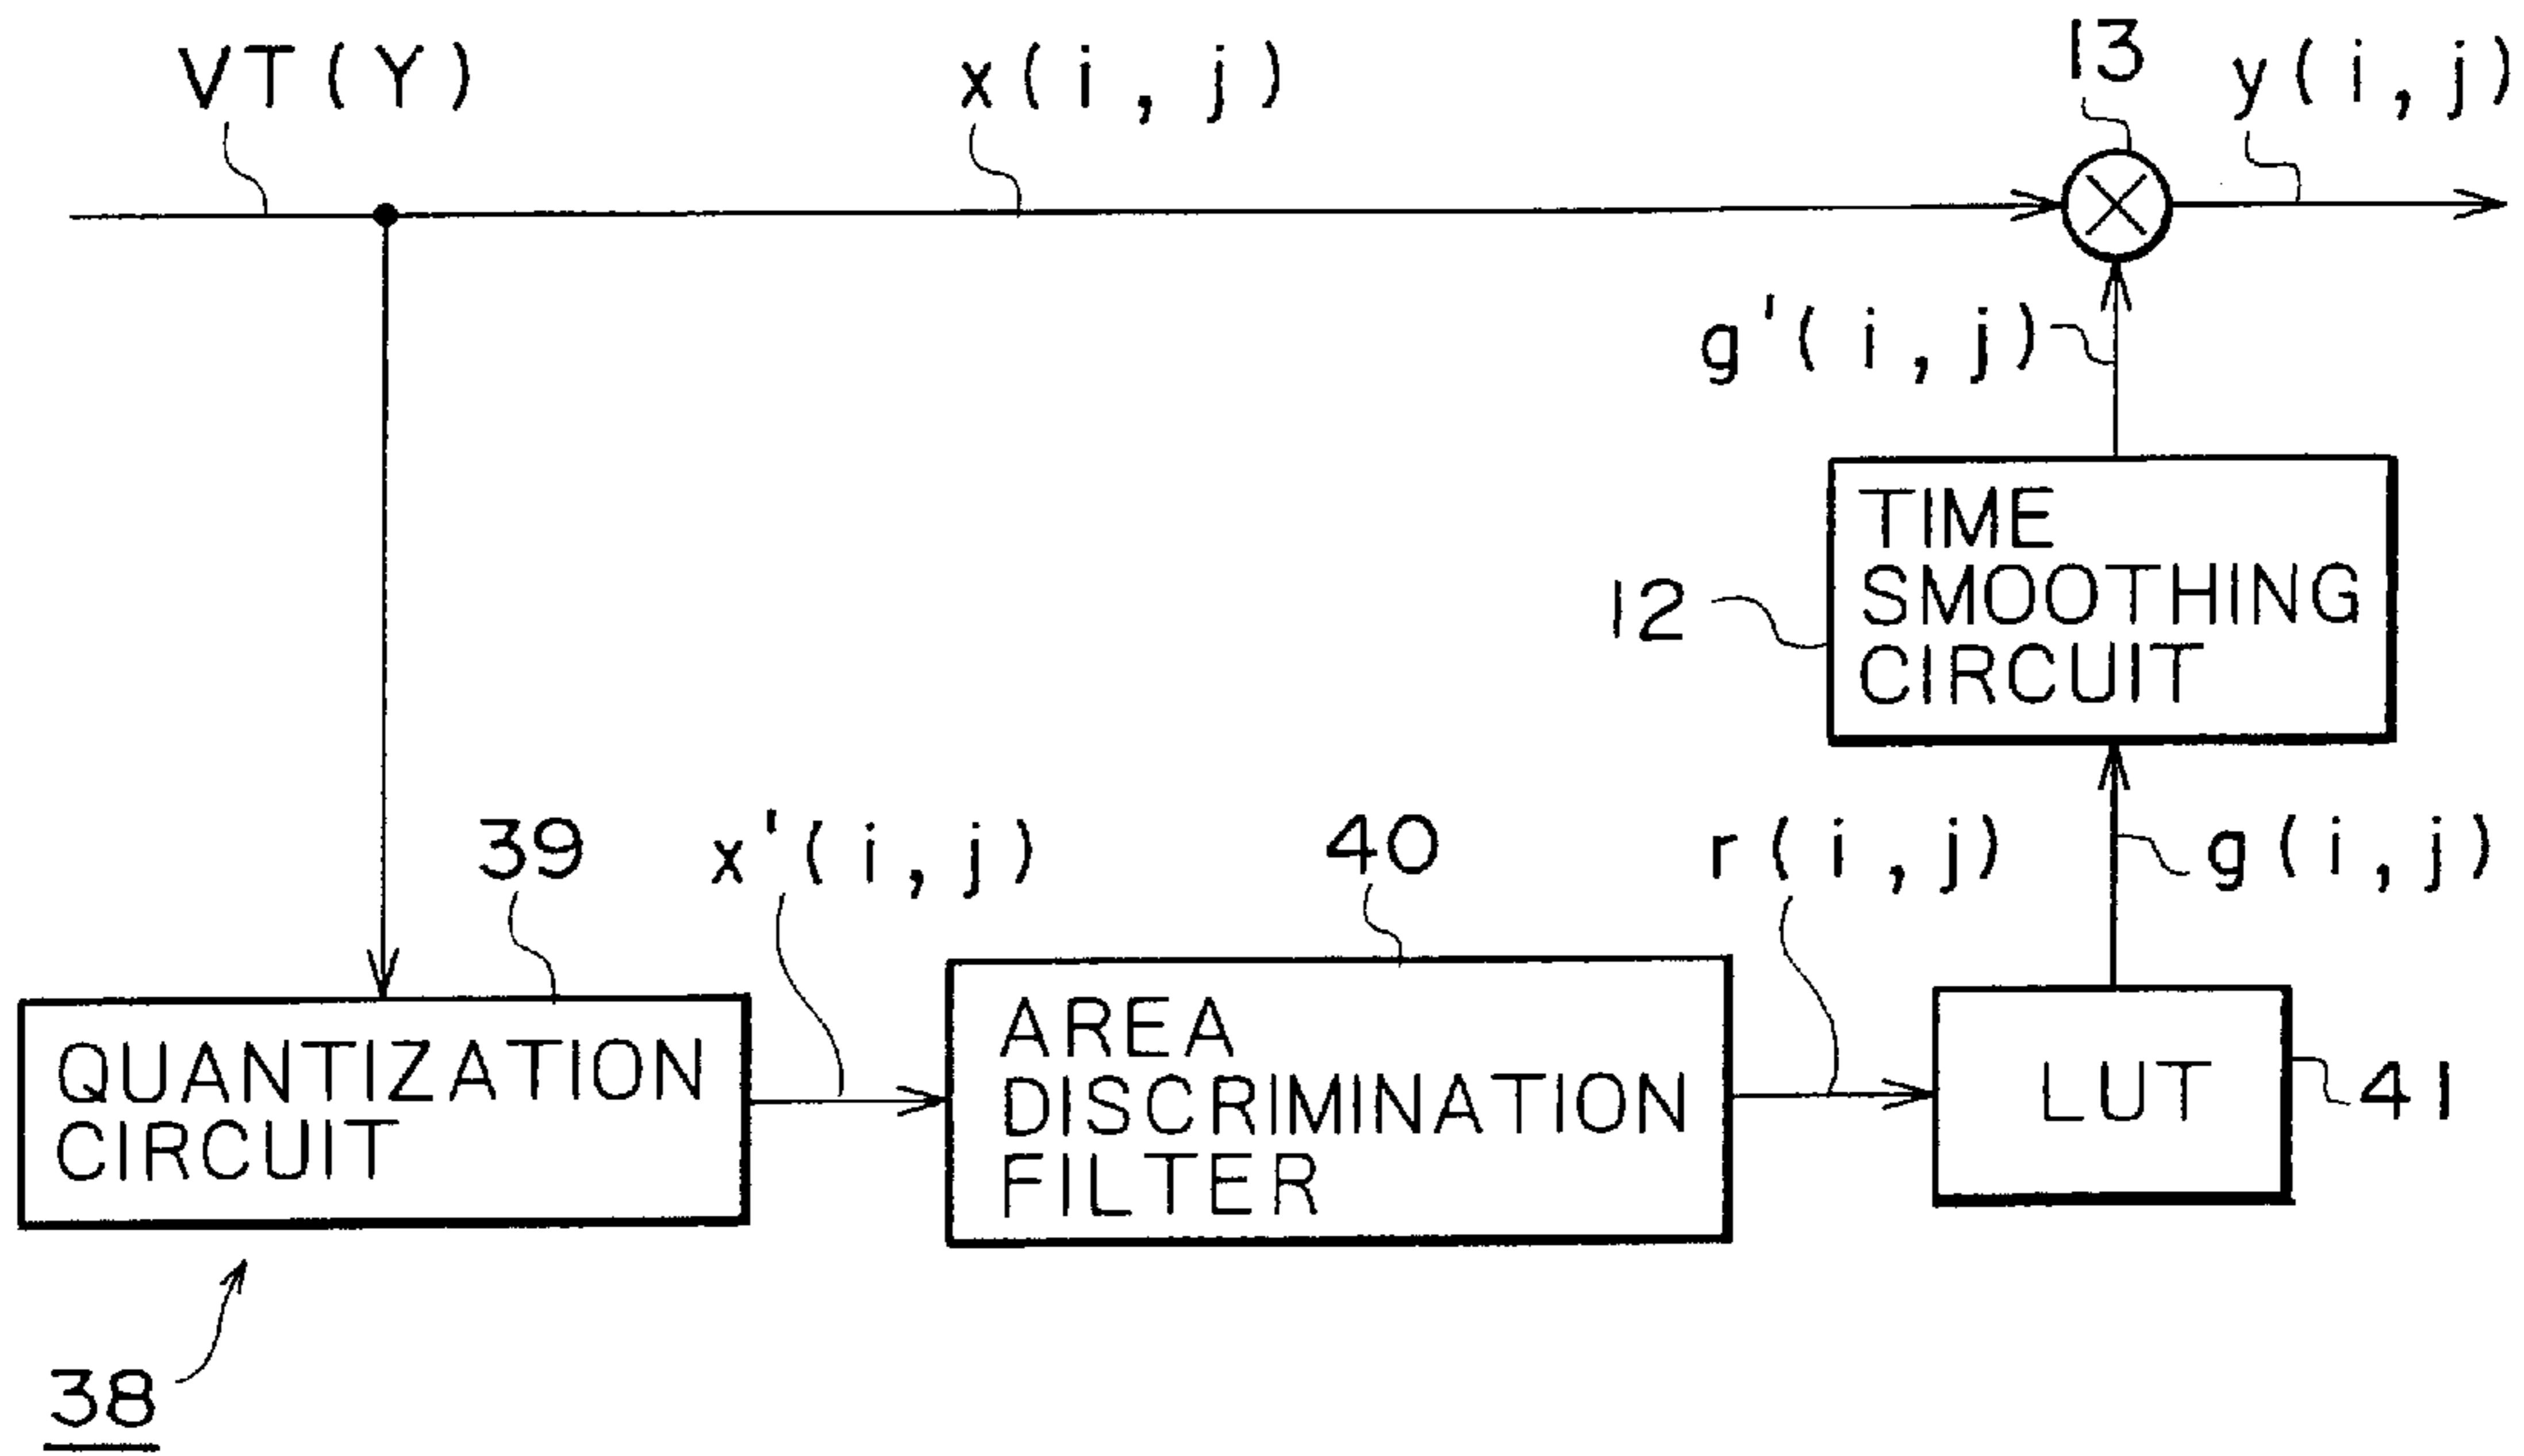 VT(Y)
x(i,j)
13
y(i,j)
g'(i,j)
TIME
SMOOTHING
CIRCUIT
12
39
x'(i,j)
40
r(i,j)
g(i,j)
QUANTIZATION
CIRCUIT
AREA
DISCRIMINATION
FILTER
LUT
41
38